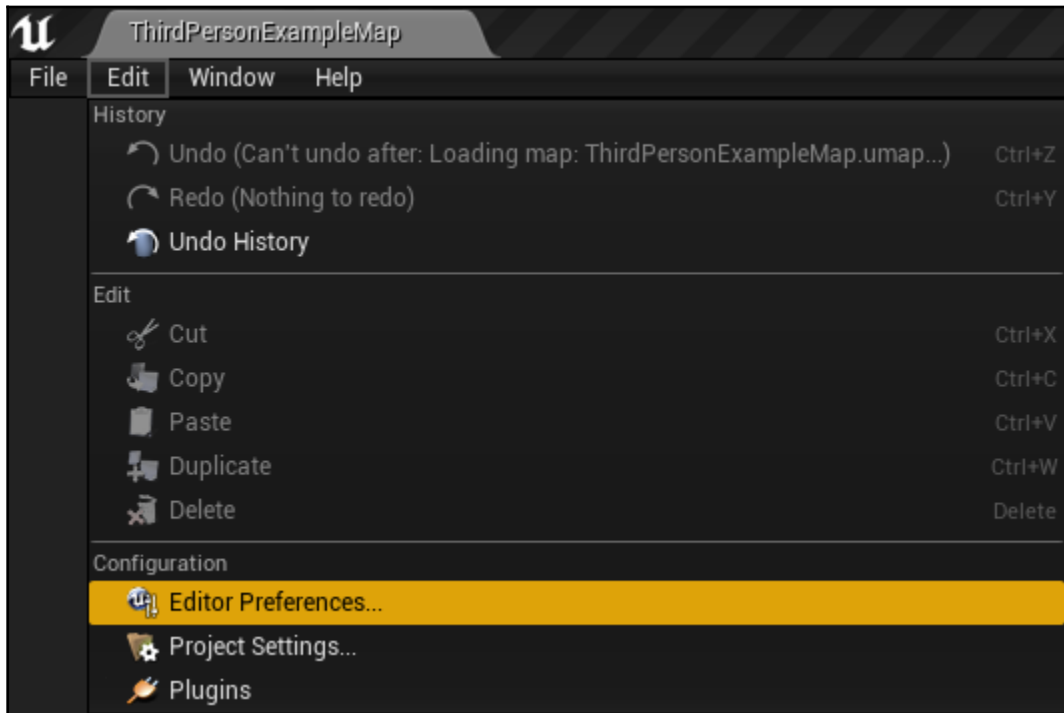 ThirdPersonExampleMap
File Edit Window Help
History
Undo (Can't undo after: Loading map: ThirdPersonExampleMap.umap...) Ctrl+Z
Redo (Nothing to redo) Ctrl+Y
Undo History
Edit
Cut Ctrl+X
Copy Ctrl+C
Paste Ctrl+V
Duplicate Ctrl+W
Delete Delete
Configuration
Editor Preferences...
Project Settings...
Plugins